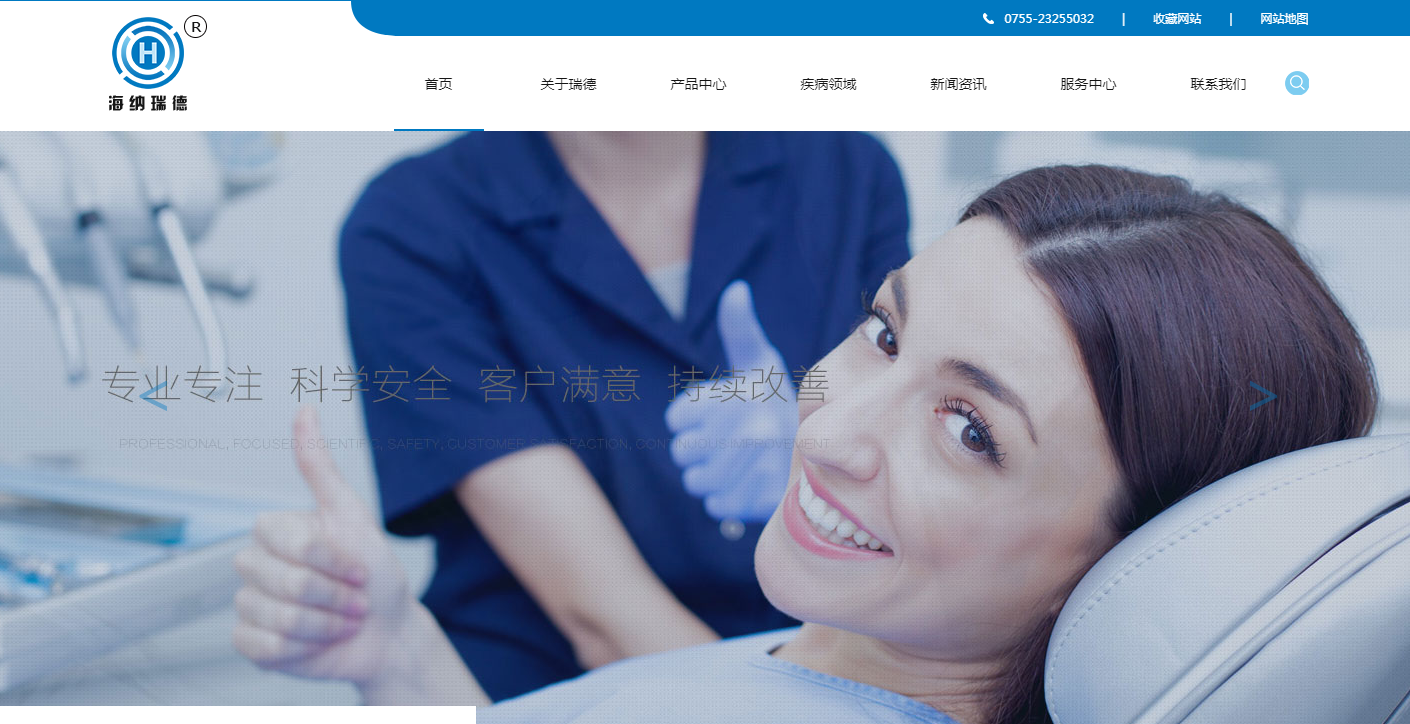 0755-23255032 | 收藏网站 | 网站地图
H
®
海纳瑞德
首页 关于瑞德 产品中心 疾病领域 新闻资讯 服务中心 联系我们
专业专注 科学安全 客户满意 持续改善
< >
PROFESSIONAL, FOCUSED, SCIENTIFIC, SAFETY, CUSTOMER SATISFACTION, CONTINUOUS IMPROVEMENT